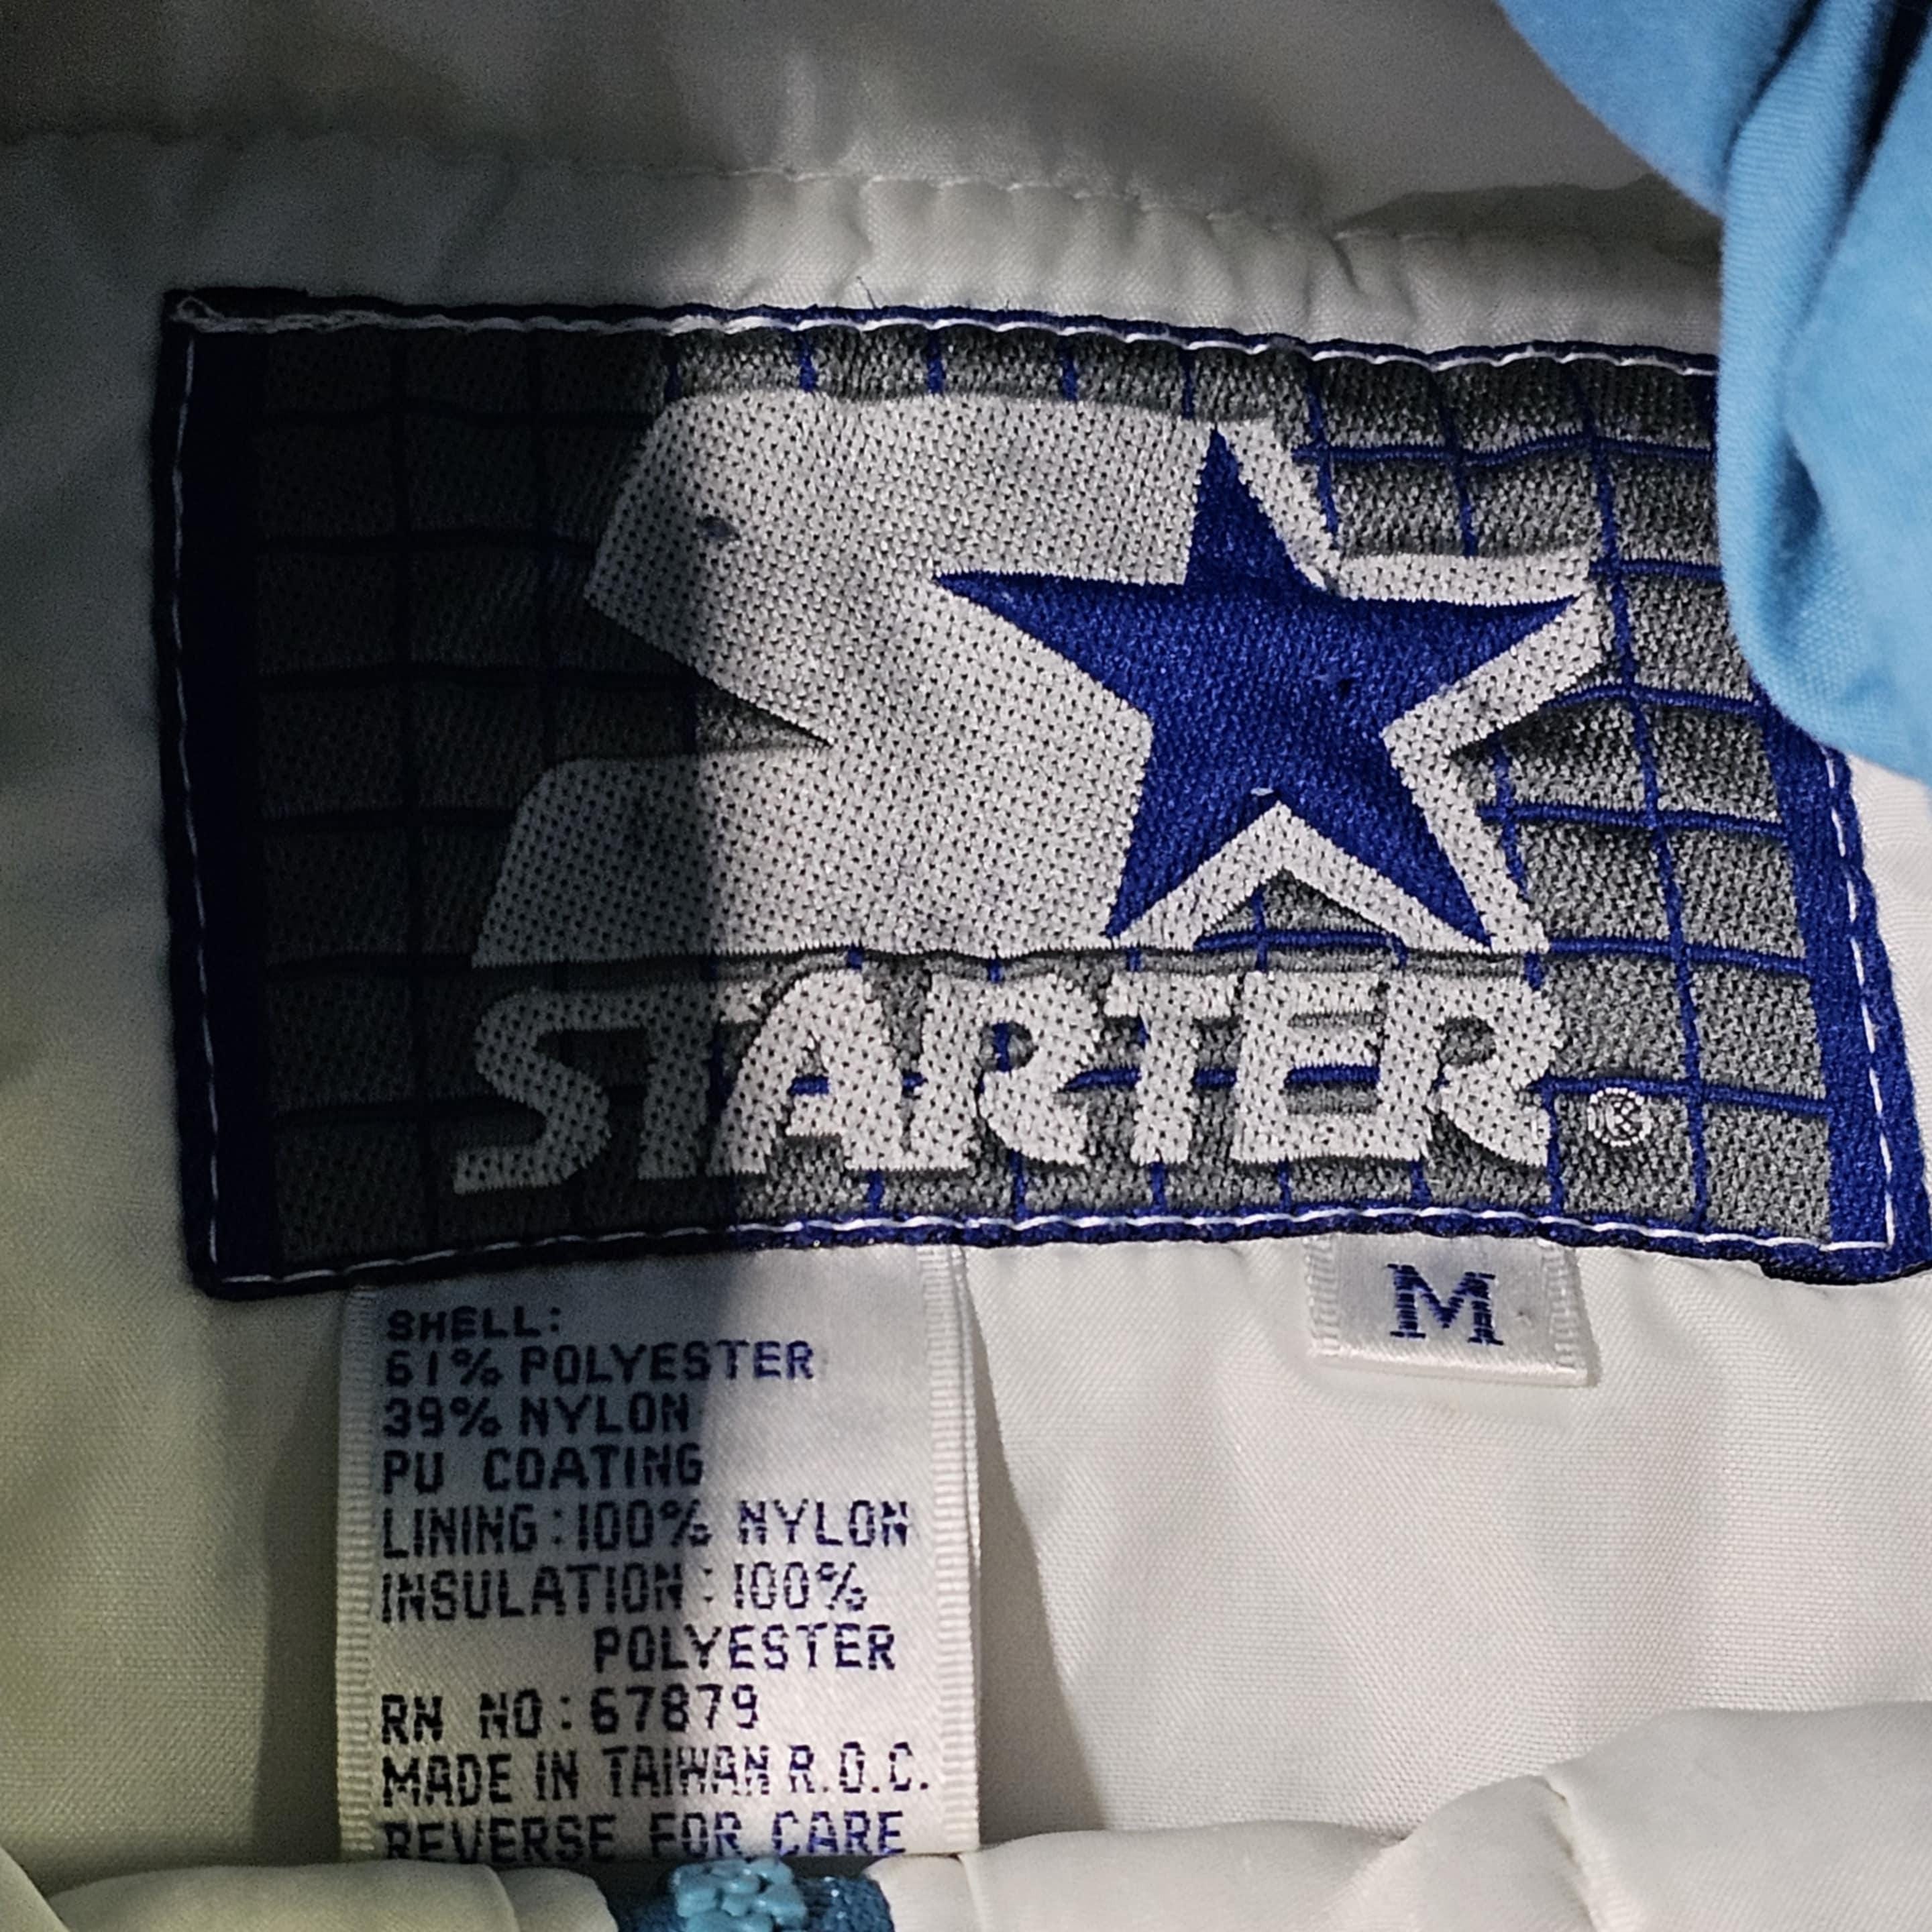 STARTER®
M
SHELL:
61% POLYESTER
39% NYLON
PU COATING
LINING:100% NYLON
INSULATION:100%
POLYESTER
RN NO:67879
MADE IN TAIWAN R.O.C.
REVERSE FOR CARE